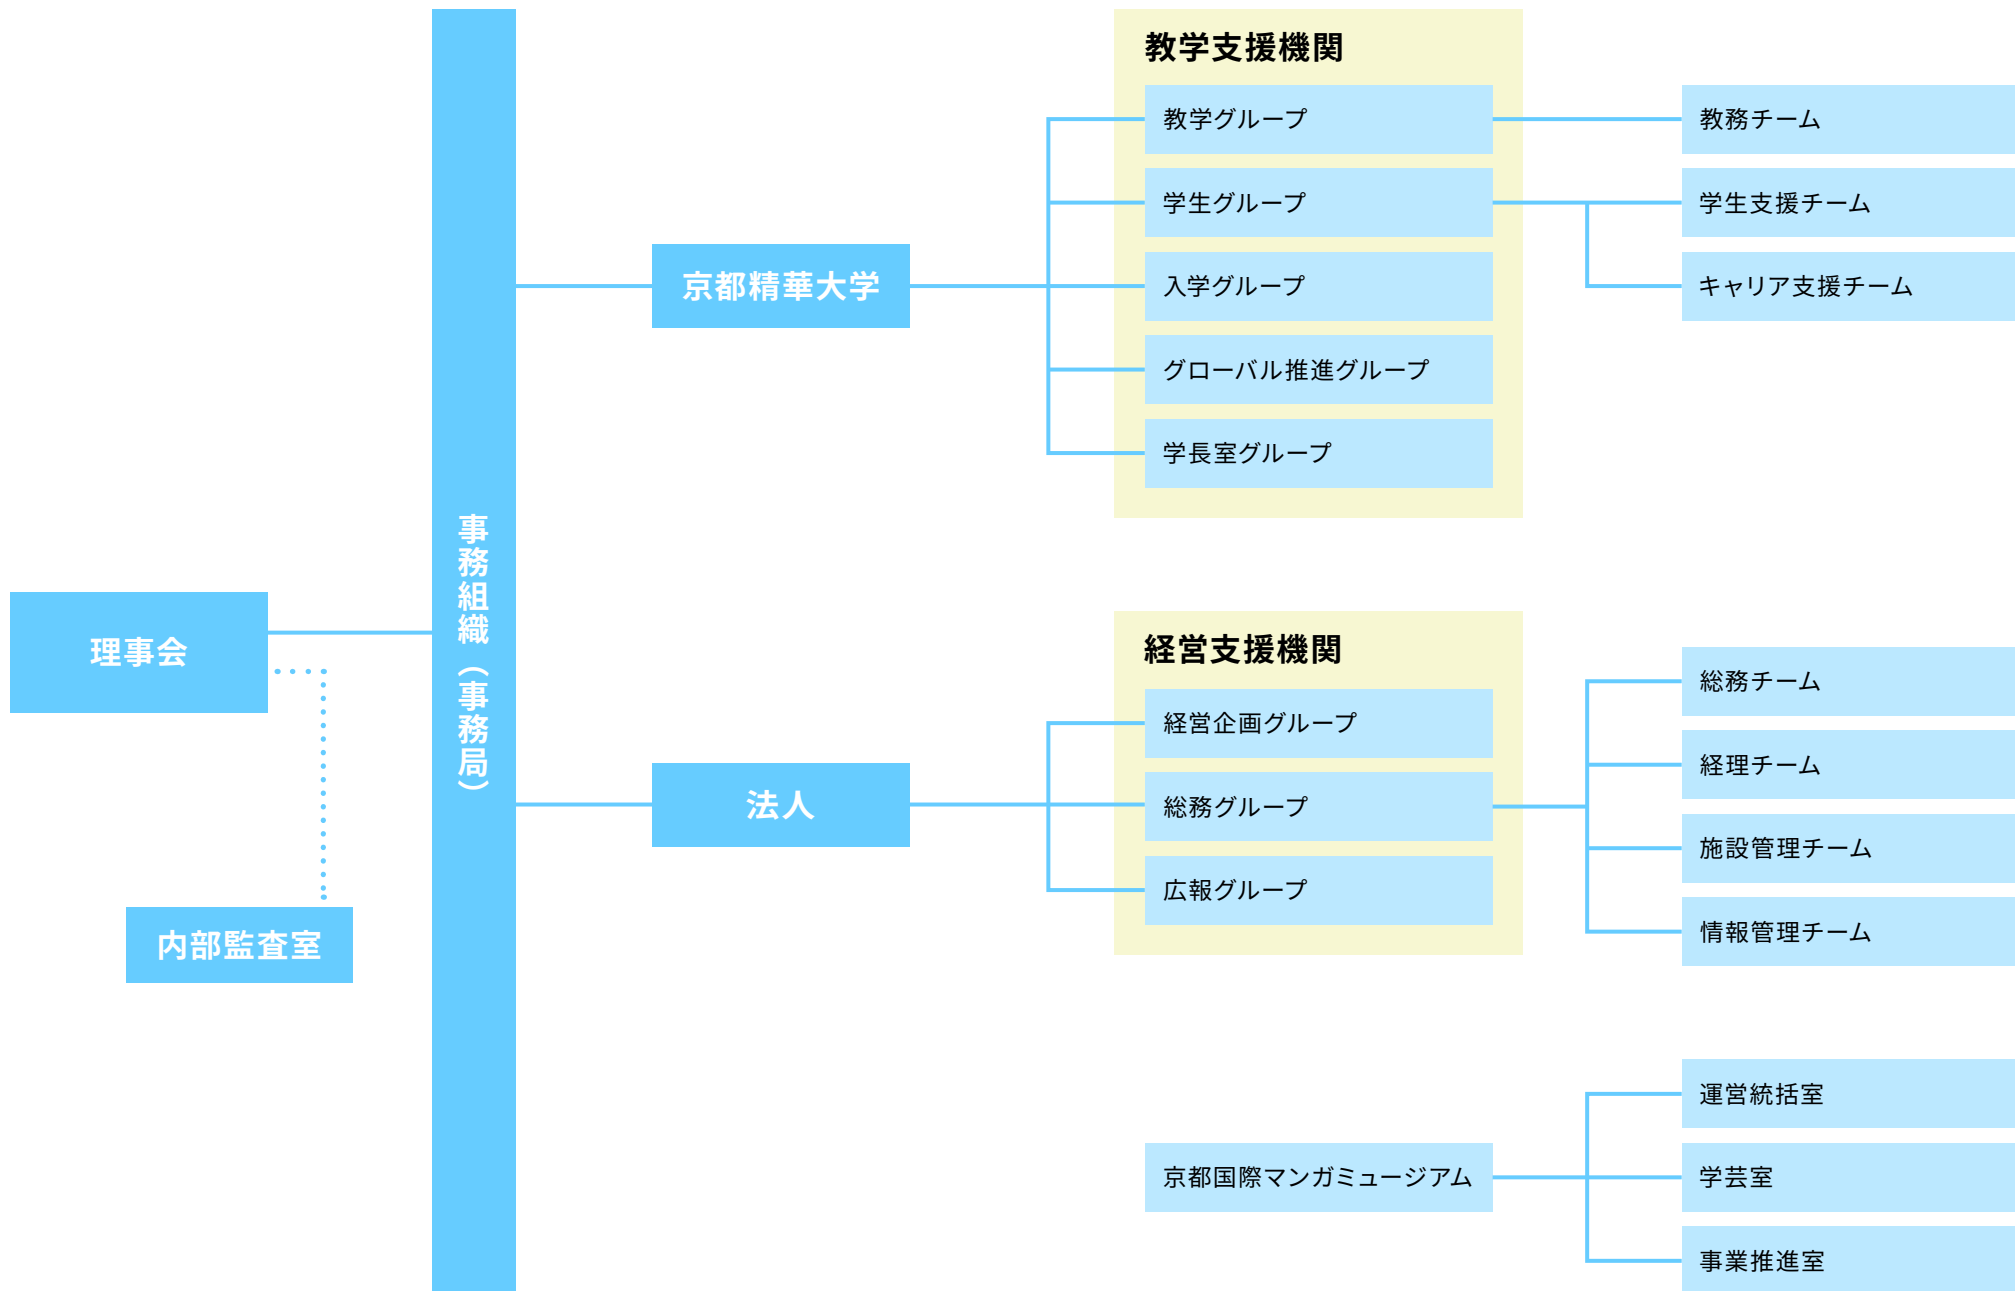 理事会
内部監査室
事務組織（事務局）
京都精華大学
教学支援機関
教学グループ
教務チーム
学生グループ
学生支援チーム
キャリア支援チーム
入学グループ
グローバル推進グループ
学長室グループ
法人
経営支援機関
経営企画グループ
総務グループ
総務チーム
経理チーム
施設管理チーム
情報管理チーム
広報グループ
京都国際マンガミュージアム
運営統括室
学芸室
事業推進室